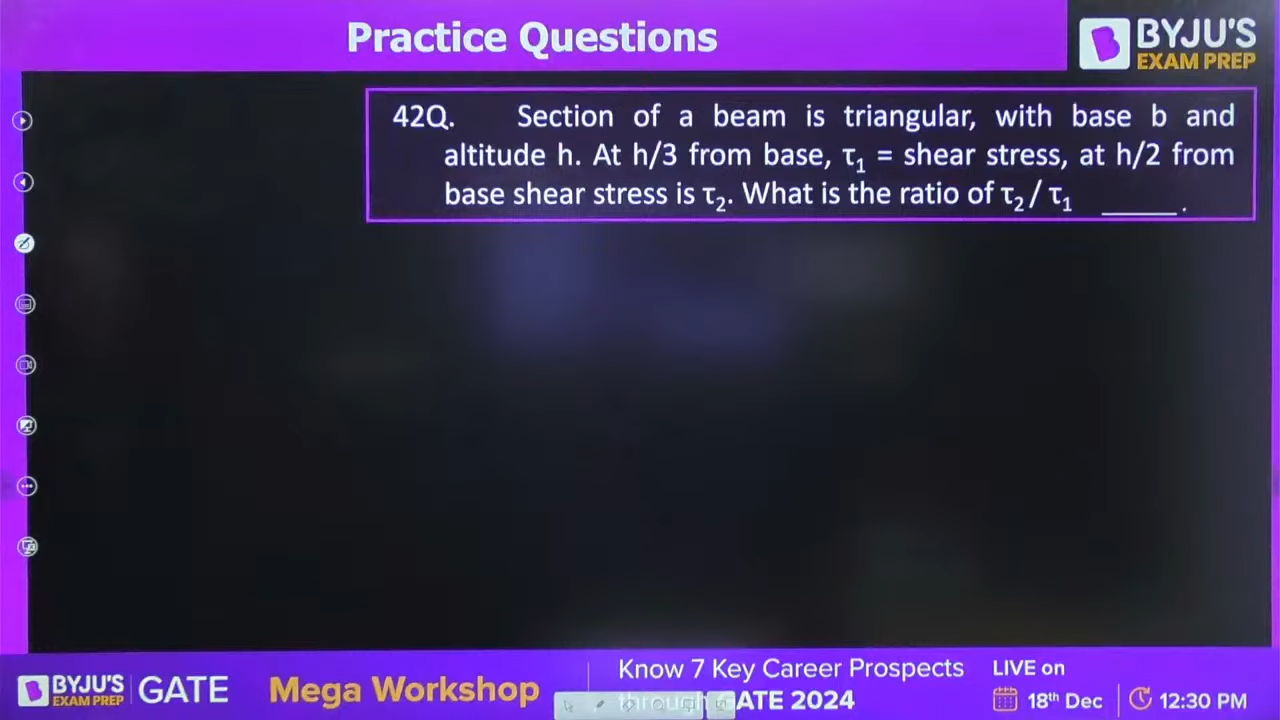 Practice Questions
BYJU'S
EXAM PREP
42Q. Section of a beam is triangular, with base b and
altitude h. At h/3 from base, τ₁ = shear stress, at h/2 from
base shear stress is τ₂. What is the ratio of τ₂ / τ₁ ______.
BYJU'S
EXAM PREP
GATE
Mega Workshop
Know 7 Key Career Prospects
through GATE 2024
LIVE on
18th Dec
12:30 PM